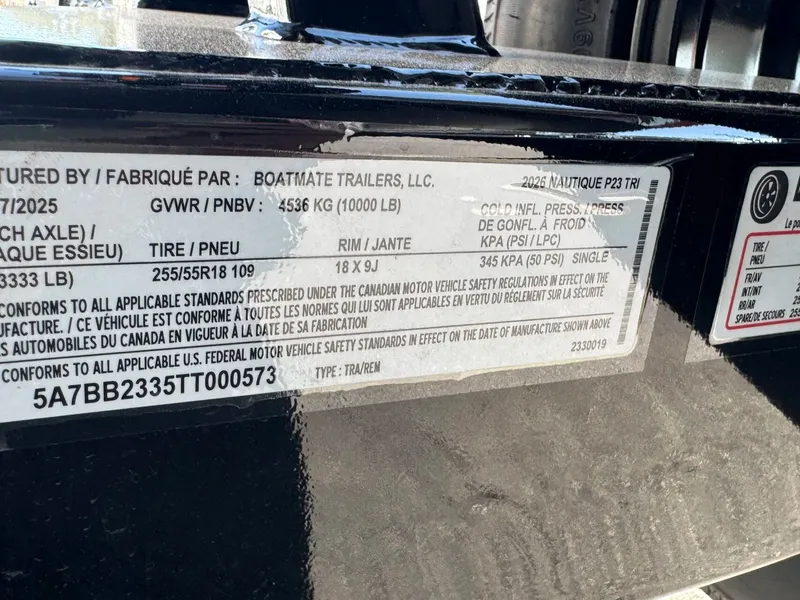 TURED BY / FABRIQUÉ PAR : BOATMATE TRAILERS, LLC. 2026 NAUTIQUE P23 TRI
7/2025 GVWR / PNBV : 4536 KG (10000 LB) COLD INFL. PRESS./PRESS
CH AXLE) / DE GONFL. À FROID
AQUE ESSIEU) TIRE / PNEU RIM / JANTE KPA (PSI / LPC)
3333 LB) 255/55R18 109 18 X 9J 345 KPA (50 PSI) SINGLE
CONFORMS TO ALL APPLICABLE STANDARDS PRESCRIBED UNDER THE CANADIAN MOTOR VEHICLE SAFETY REGULATIONS IN EFFECT ON THE
UFACTURE. / CE VÉHICULE EST CONFORME À TOUTES LES NORMES QUI LUI SONT APPLICABLES EN VERTU DU RÉGLEMENT SUR LA SÉCURITÉ
S AUTOMOBILES DU CANADA EN VIGUEUR À LA DATE DE SA FABRICATION
CONFORMS TO ALL APPLICABLE U.S. FEDERAL MOTOR VEHICLE SAFETY STANDARDS IN EFFECT ON THE DATE OF MANUFACTURE SHOWN ABOVE
5A7BB2335TT000573 TYPE : TRA/REM 2330019
Le po
TIRE /
PNEU
FR/AV
INT/INT
RR/AR
SPARE/DE SECOURS 255